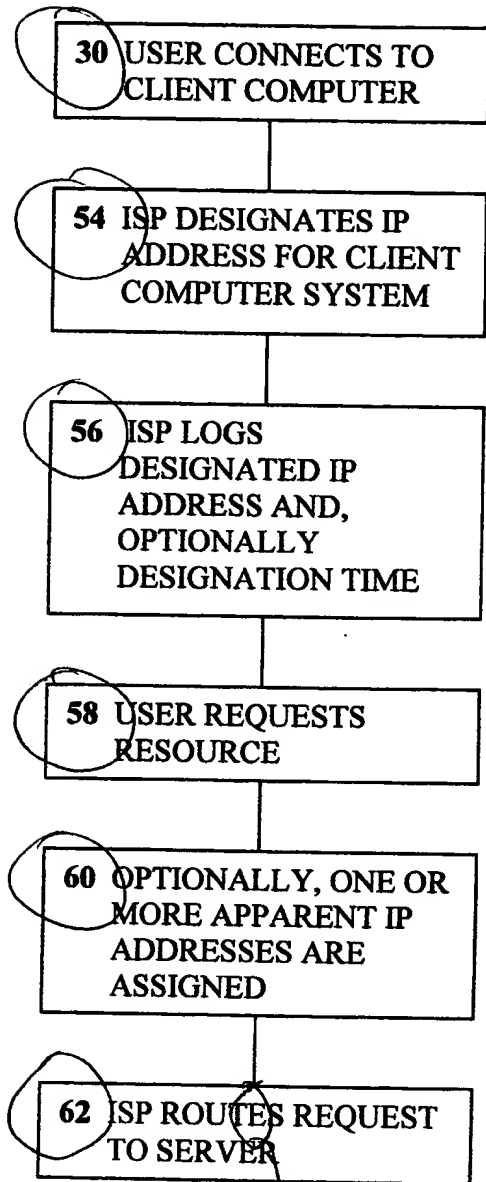 30 USER CONNECTS TO
CLIENT COMPUTER
54 ISP DESIGNATES IP
ADDRESS FOR CLIENT
COMPUTER SYSTEM
56 ISP LOGS
DESIGNATED IP
ADDRESS AND,
OPTIONALLY
DESIGNATION TIME
58 USER REQUESTS
RESOURCE
60 OPTIONALLY, ONE OR
MORE APPARENT IP
ADDRESSES ARE
ASSIGNED
62 ISP ROUTES REQUEST
TO SERVER